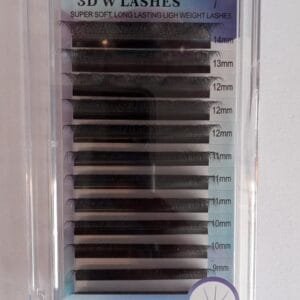 3D W LASHES
SUPER SOFT, LONG LASTING LIGH WEIGHT LASHES
14mm
13mm
12mm
12mm
12mm
11mm
11mm
11mm
10mm
10mm
9mm